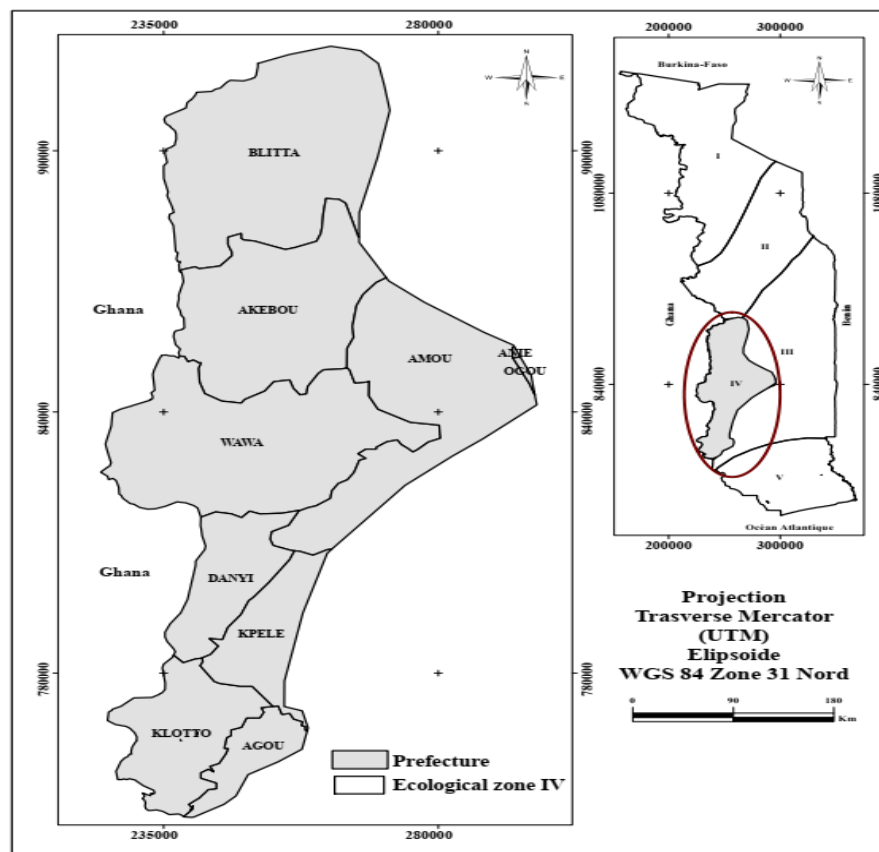 235000
280000
N
W
E
S
900000
900000
BLITTA
Ghana
AKEBOU
AMOU
ANIE
OGOU
840000
840000
WAWA
Ghana
DANYI
KPELE
780000
780000
KLOTTO
AGOU
Prefecture
Ecological zone IV
235000
280000
200000
300000
Burkina-Faso
N
W
E
S
I
1080000
1080000
II
Ghana
Benin
III
IV
840000
840000
V
Océan Atlantique
200000
300000
Projection
Trasverse Mercator
(UTM)
Elipsoide
WGS 84 Zone 31 Nord
0 90 180
Km